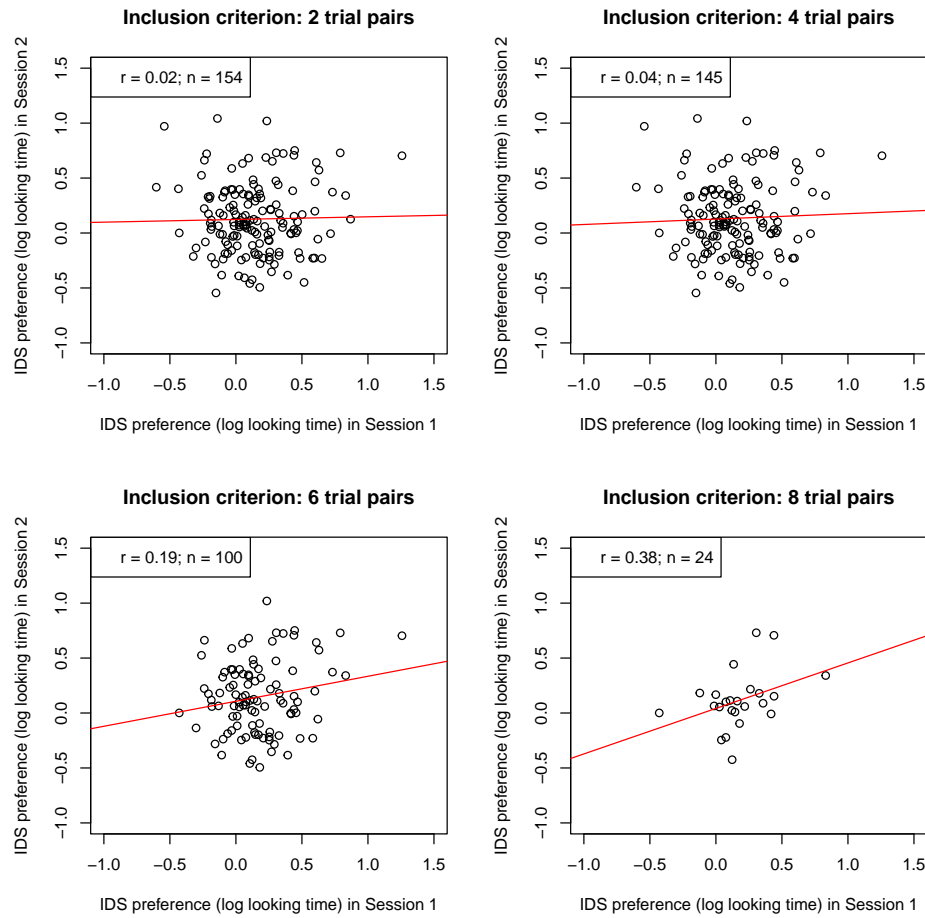 Inclusion criterion: 2 trial pairs
IDS preference (log looking time) in Session 2
r = 0.02; n = 154
1.5
1.0
0.5
0.0
−0.5
−1.0
−1.0 −0.5 0.0 0.5 1.0 1.5
IDS preference (log looking time) in Session 1
Inclusion criterion: 4 trial pairs
IDS preference (log looking time) in Session 2
r = 0.04; n = 145
1.5
1.0
0.5
0.0
−0.5
−1.0
−1.0 −0.5 0.0 0.5 1.0 1.5
IDS preference (log looking time) in Session 1
Inclusion criterion: 6 trial pairs
IDS preference (log looking time) in Session 2
r = 0.19; n = 100
1.5
1.0
0.5
0.0
−0.5
−1.0
−1.0 −0.5 0.0 0.5 1.0 1.5
IDS preference (log looking time) in Session 1
Inclusion criterion: 8 trial pairs
IDS preference (log looking time) in Session 2
r = 0.38; n = 24
1.5
1.0
0.5
0.0
−0.5
−1.0
−1.0 −0.5 0.0 0.5 1.0 1.5
IDS preference (log looking time) in Session 1